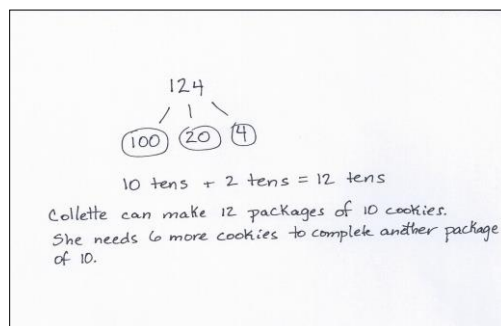 124
100 20 4
10 tens + 2 tens = 12 tens
Collette can make 12 packages of 10 cookies.
She needs 6 more cookies to complete another package
of 10.